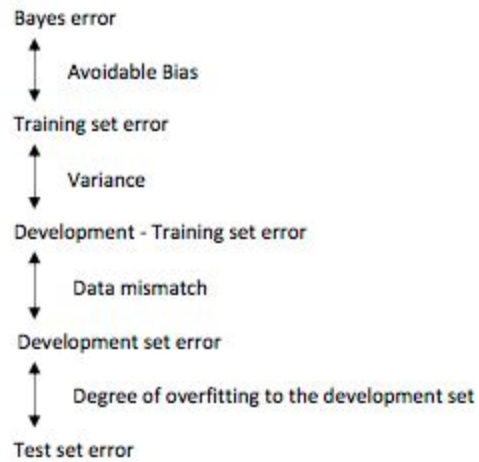 Bayes error
Avoidable Bias
Training set error
Variance
Development - Training set error
Data mismatch
Development set error
Degree of overfitting to the development set
Test set error